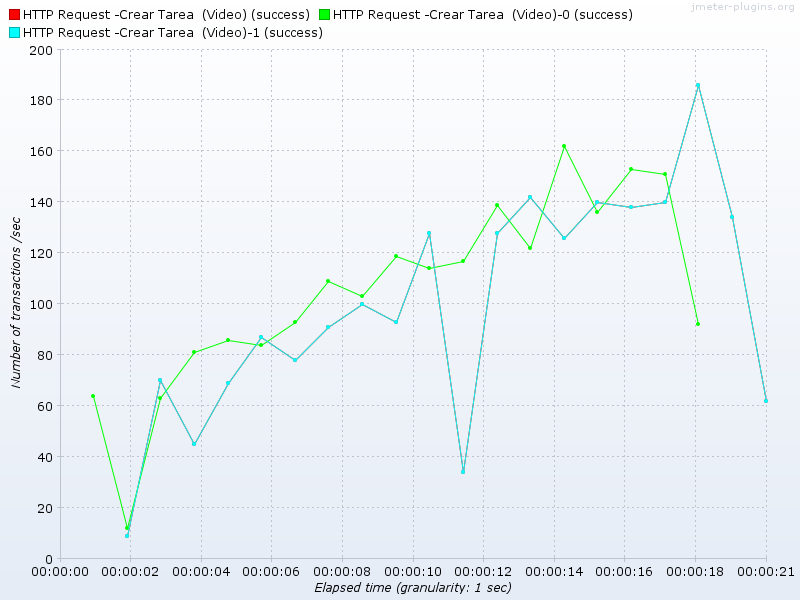 HTTP Request -Crear Tarea (Video) (success) HTTP Request -Crear Tarea (Video)-0 (success) jmeter-plugins.org
HTTP Request -Crear Tarea (Video)-1 (success)
200
180
160
140
120
100
80
60
40
20
0
Number of transactions /sec
00:00:00 00:00:02 00:00:04 00:00:06 00:00:08 00:00:10 00:00:12 00:00:14 00:00:16 00:00:18 00:00:21
Elapsed time (granularity: 1 sec)